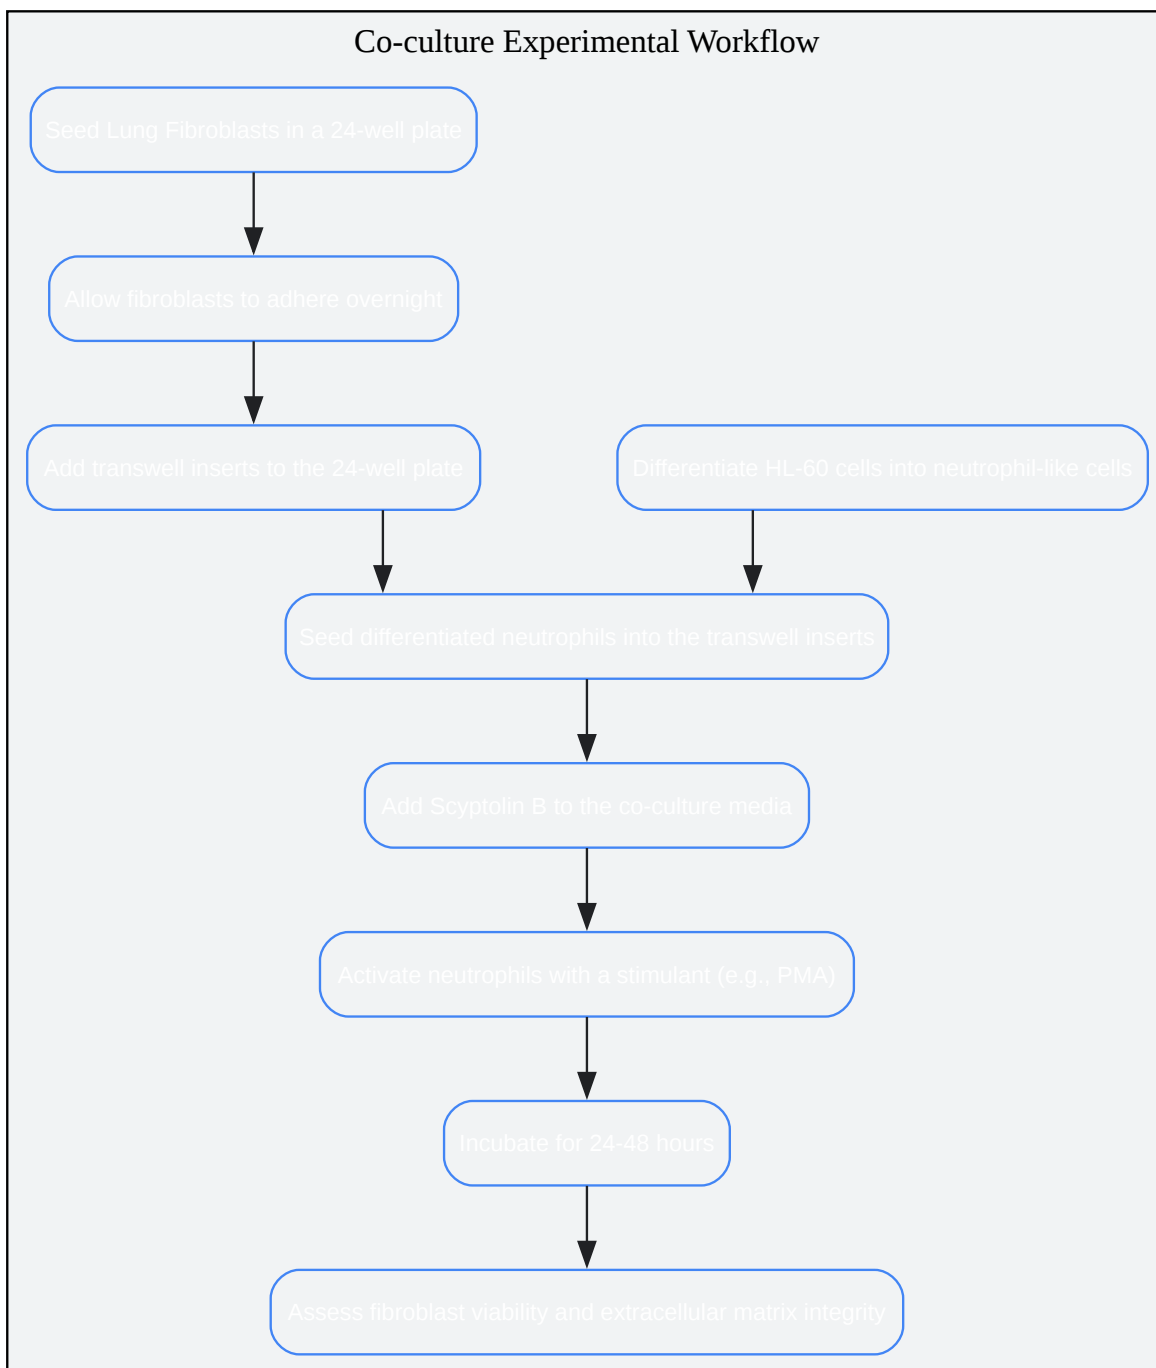 Co-culture Experimental Workflow
Seed Lung Fibroblasts in a 24-well plate
Allow fibroblasts to adhere overnight
Add transwell inserts to the 24-well plate
Differentiate HL-60 cells into neutrophil-like cells
Seed differentiated neutrophils into the transwell inserts
Add Scyptolin B to the co-culture media
Activate neutrophils with a stimulant (e.g., PMA)
Incubate for 24-48 hours
Assess fibroblast viability and extracellular matrix integrity